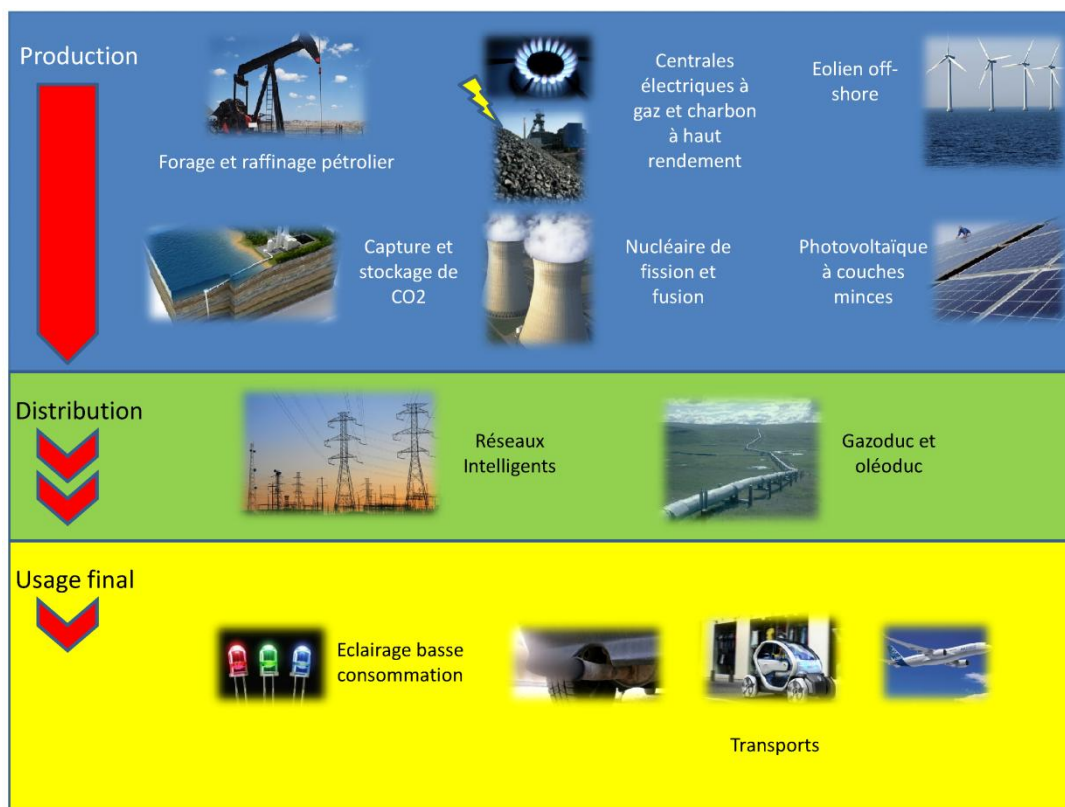 Production
Forage et raffinage pétrolier
Centrales
électriques à
gaz et charbon
à haut
rendement
Eolien off-
shore
Capture et
stockage de
CO2
Nucléaire de
fission et
fusion
Photovoltaïque
à couches
minces
Distribution
Réseaux
Intelligents
Gazoduc et
oléoduc
Usage final
Eclairage basse
consommation
Transports